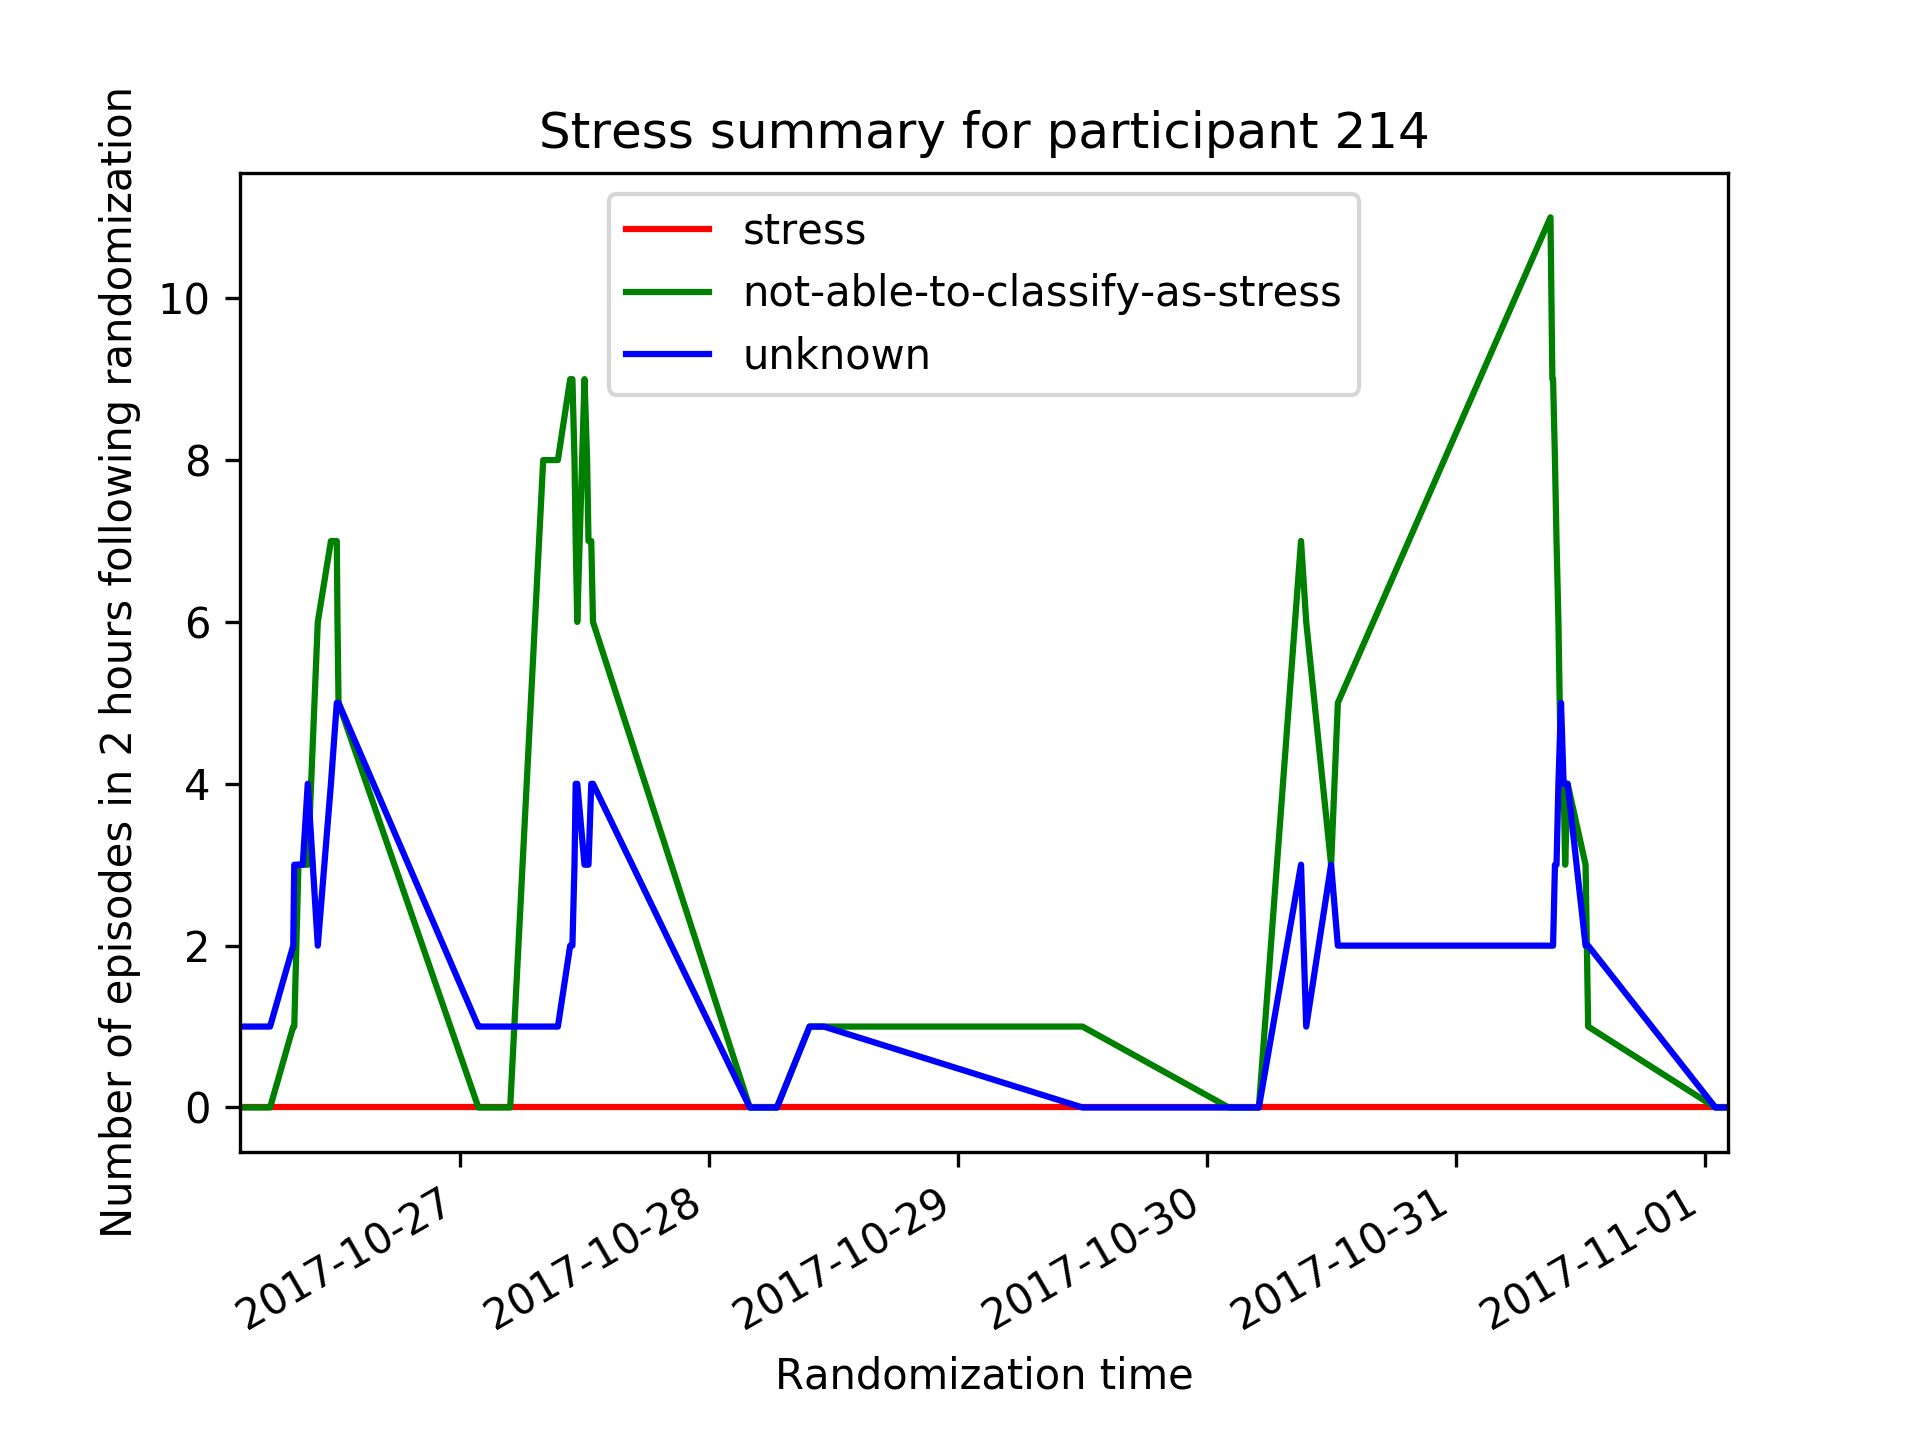 Stress summary for participant 214
stress
not-able-to-classify-as-stress
unknown
Number of episodes in 2 hours following randomization
10
8
6
4
2
0
2017-10-27
2017-10-28
2017-10-29
2017-10-30
2017-10-31
2017-11-01
Randomization time